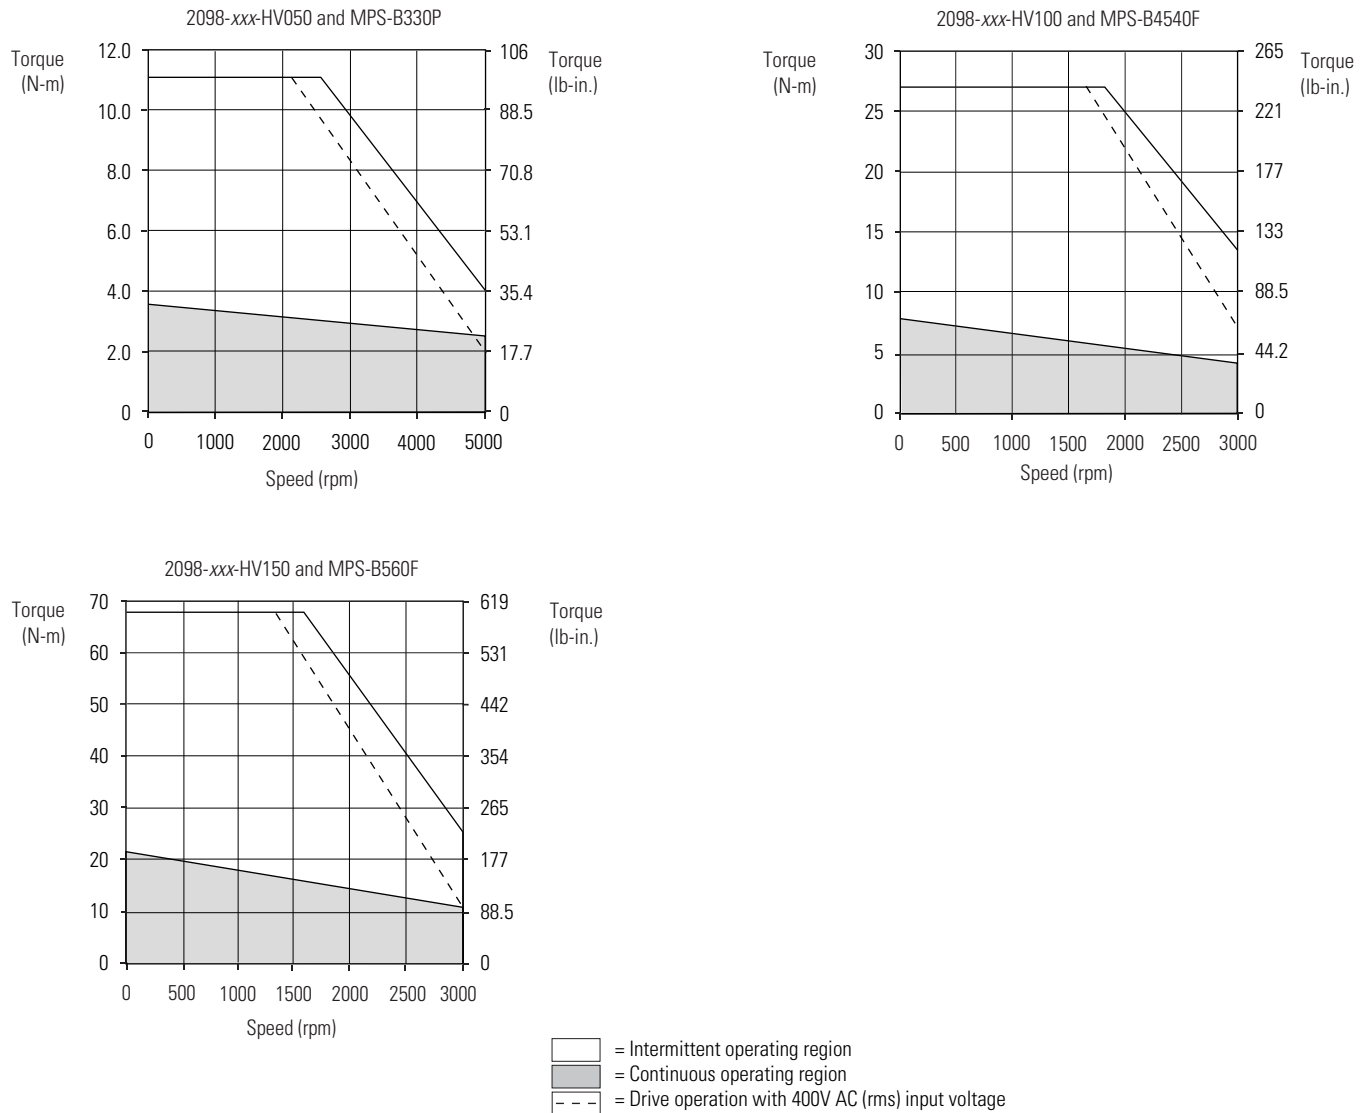 2098-xxx-HV050 and MPS-B330P
Torque
(N-m)
12.0
10.0
8.0
6.0
4.0
2.0
0
106
88.5
70.8
53.1
35.4
17.7
0
Torque
(lb-in.)
0 1000 2000 3000 4000 5000
Speed (rpm)
2098-xxx-HV100 and MPS-B4540F
Torque
(N-m)
30
25
20
15
10
5
0
265
221
177
133
88.5
44.2
0
Torque
(lb-in.)
0 500 1000 1500 2000 2500 3000
Speed (rpm)
2098-xxx-HV150 and MPS-B560F
Torque
(N-m)
70
60
50
40
30
20
10
0
619
531
442
354
265
177
88.5
0
Torque
(lb-in.)
0 500 1000 1500 2000 2500 3000
Speed (rpm)
= Intermittent operating region
= Continuous operating region
= Drive operation with 400V AC (rms) input voltage